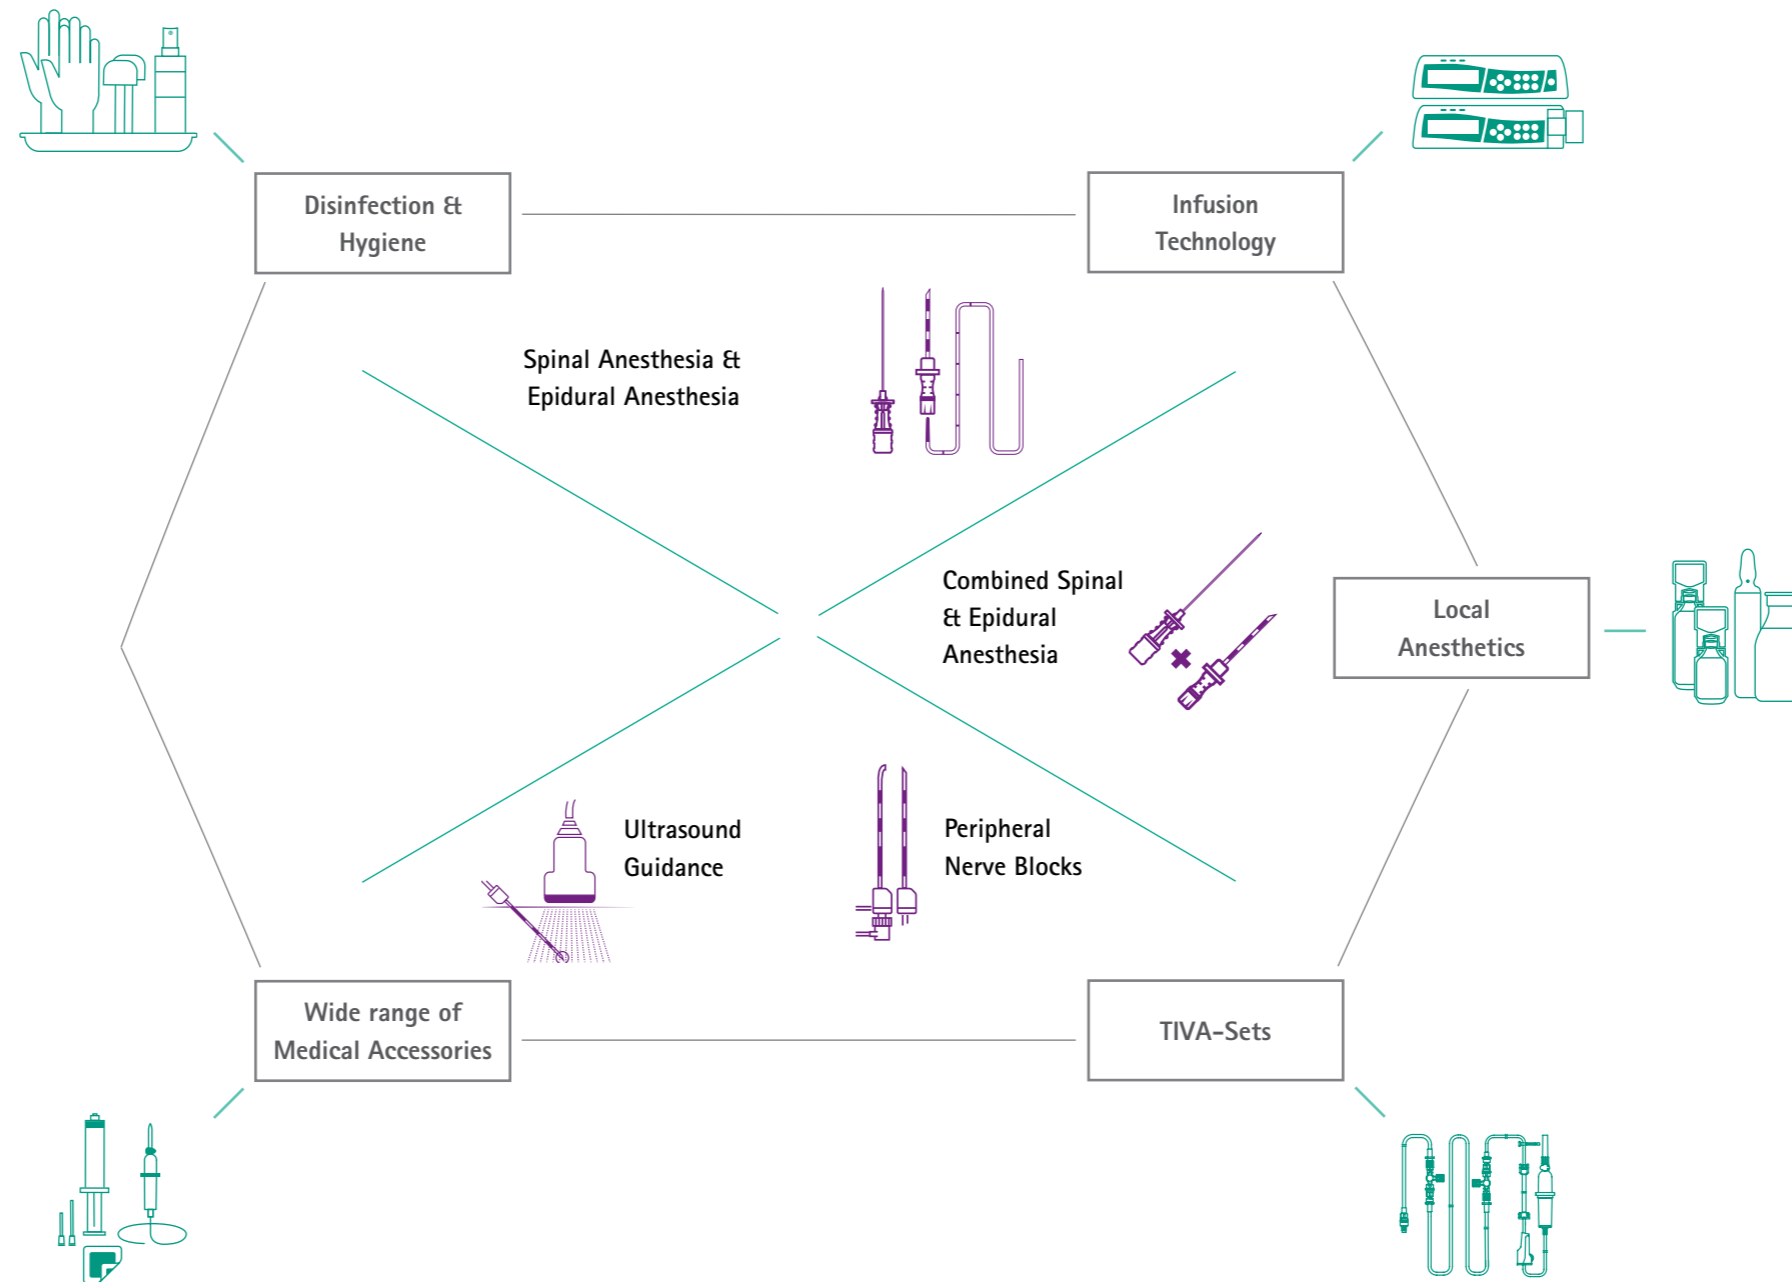 Disinfection &
Hygiene
Infusion
Technology
Spinal Anesthesia &
Epidural Anesthesia
Combined Spinal
& Epidural
Anesthesia
Local
Anesthetics
Ultrasound
Guidance
Peripheral
Nerve Blocks
Wide range of
Medical Accessories
TIVA-Sets